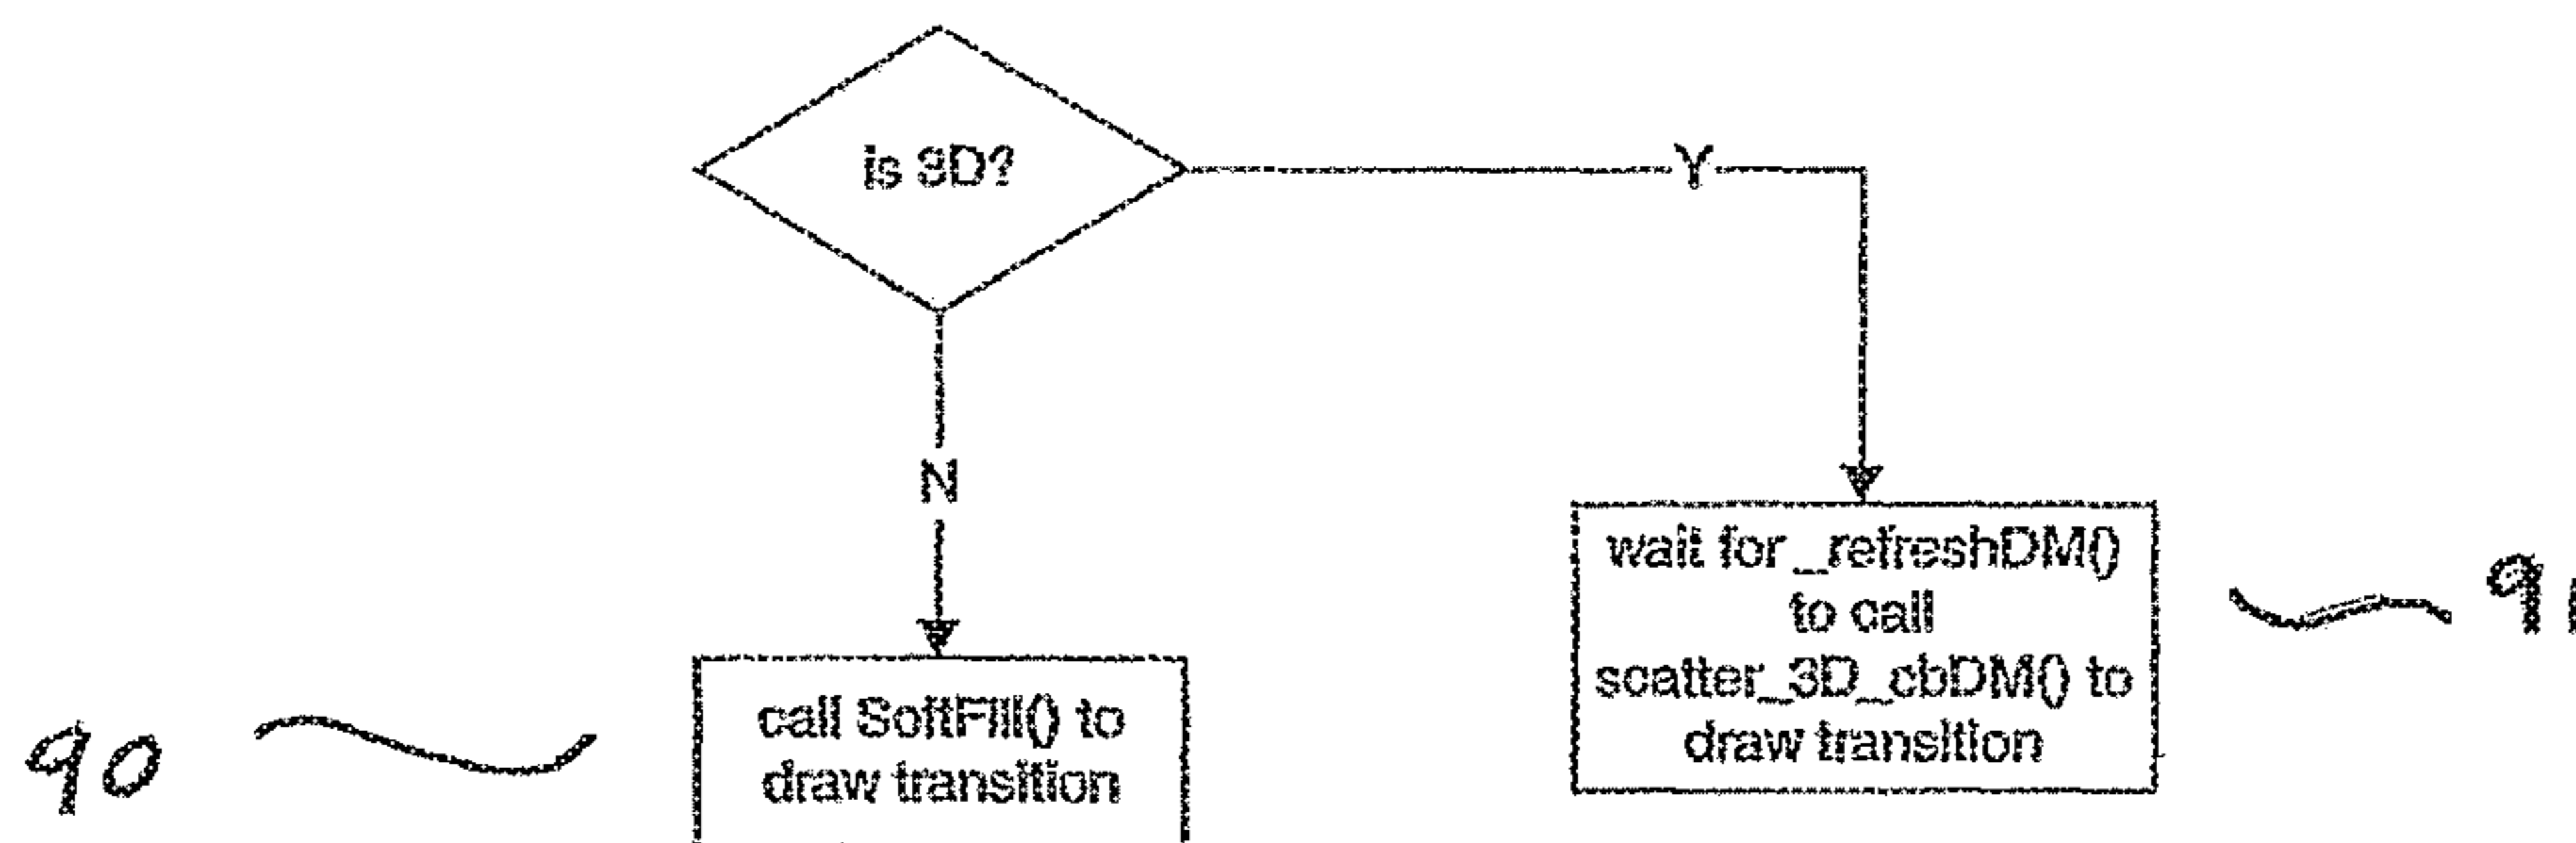 is 3D?
Y
N
wait for _refreshDM()
to call
scatter_3D_cbDM() to
draw transition
call SoftFill() to
draw transition
90